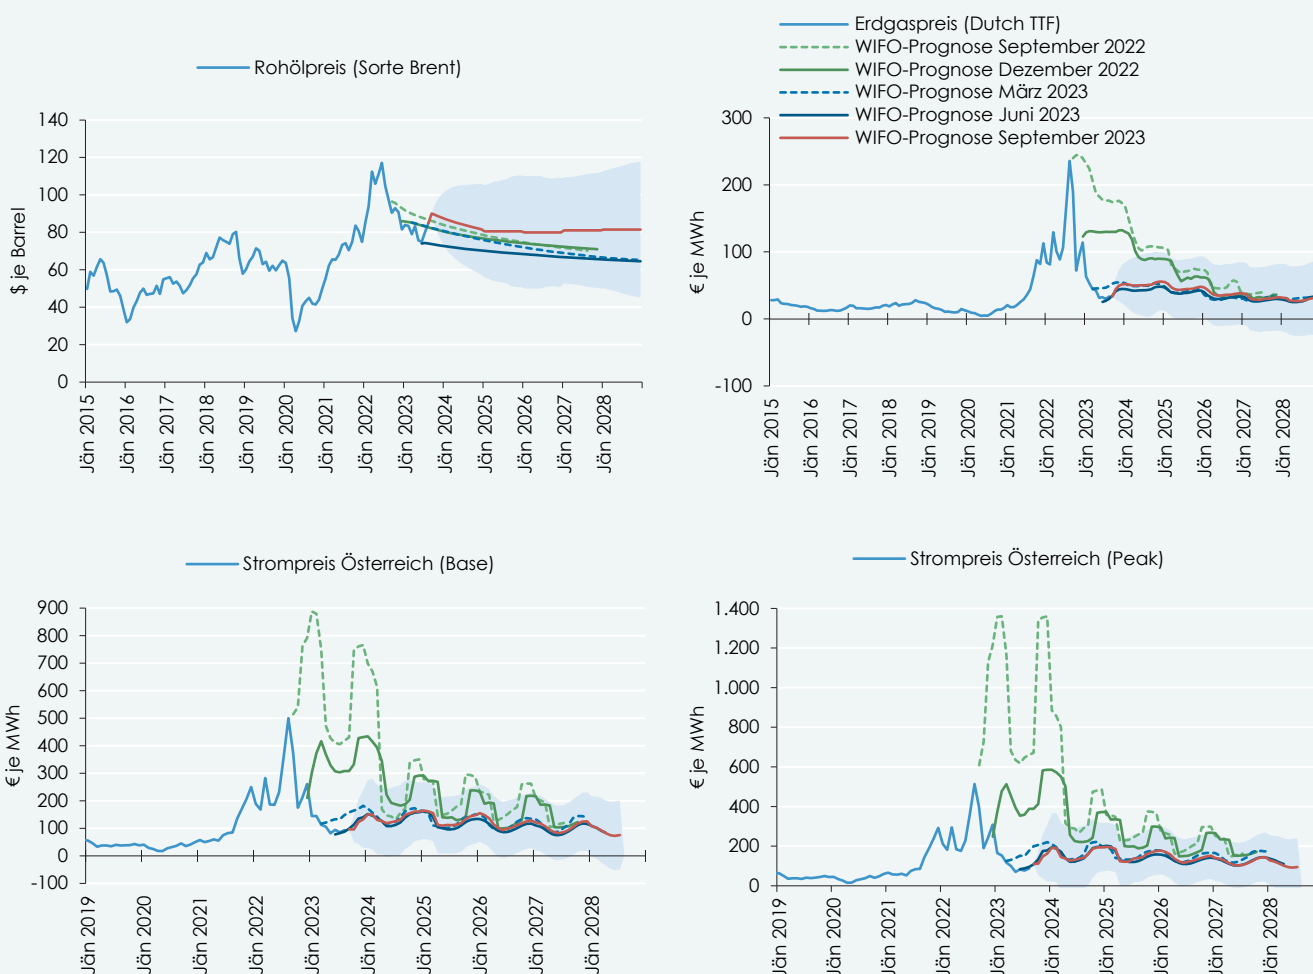 Rohölpreis (Sorte Brent)
$ je Barrel
140
120
100
80
60
40
20
0
Jän 2015
Jän 2016
Jän 2017
Jän 2018
Jän 2019
Jän 2020
Jän 2021
Jän 2022
Jän 2023
Jän 2024
Jän 2025
Jän 2026
Jän 2027
Jän 2028
Erdgaspreis (Dutch TTF)
WIFO-Prognose September 2022
WIFO-Prognose Dezember 2022
WIFO-Prognose März 2023
WIFO-Prognose Juni 2023
WIFO-Prognose September 2023
€ je MWh
300
200
100
0
-100
Jän 2015
Jän 2016
Jän 2017
Jän 2018
Jän 2019
Jän 2020
Jän 2021
Jän 2022
Jän 2023
Jän 2024
Jän 2025
Jän 2026
Jän 2027
Jän 2028
Strompreis Österreich (Base)
€ je MWh
900
800
700
600
500
400
300
200
100
0
-100
Jän 2019
Jän 2020
Jän 2021
Jän 2022
Jän 2023
Jän 2024
Jän 2025
Jän 2026
Jän 2027
Jän 2028
Strompreis Österreich (Peak)
€ je MWh
1.400
1.200
1.000
800
600
400
200
0
Jän 2019
Jän 2020
Jän 2021
Jän 2022
Jän 2023
Jän 2024
Jän 2025
Jän 2026
Jän 2027
Jän 2028